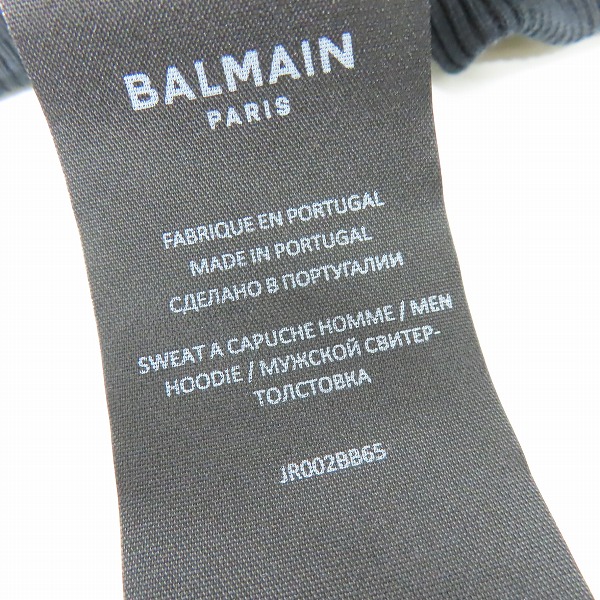 BALMAIN
PARIS
FABRIQUE EN PORTUGAL
MADE IN PORTUGAL
СДЕЛАНО В ПОРТУГАЛИИ
SWEAT A CAPUCHE HOMME / MEN
HOODIE / МУЖСКОЙ СВИТЕР-
ТОЛСТОВКА
JR002BB65